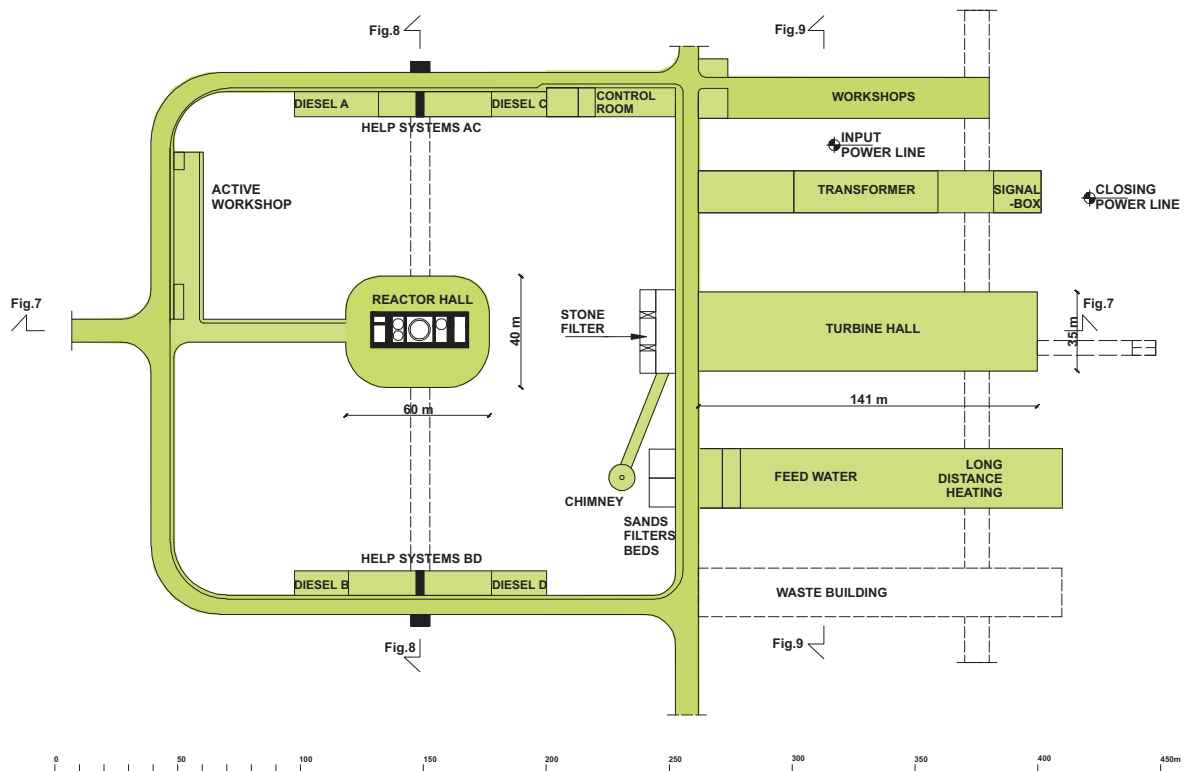 Fig.8
Fig.9
DIESEL A
DIESEL C
CONTROL
ROOM
WORKSHOPS
HELP SYSTEMS AC
INPUT
POWER LINE
ACTIVE
WORKSHOP
TRANSFORMER
SIGNAL
-BOX
CLOSING
POWER LINE
Fig.7
REACTOR HALL
40 m
STONE
FILTER
TURBINE HALL
35 m
Fig.7
60 m
141 m
FEED WATER
LONG
DISTANCE
HEATING
CHIMNEY
SANDS
FILTERS
BEDS
HELP SYSTEMS BD
DIESEL B
DIESEL D
WASTE BUILDING
Fig.8
Fig.9
0 50 100 150 200 250 300 350 400 450m